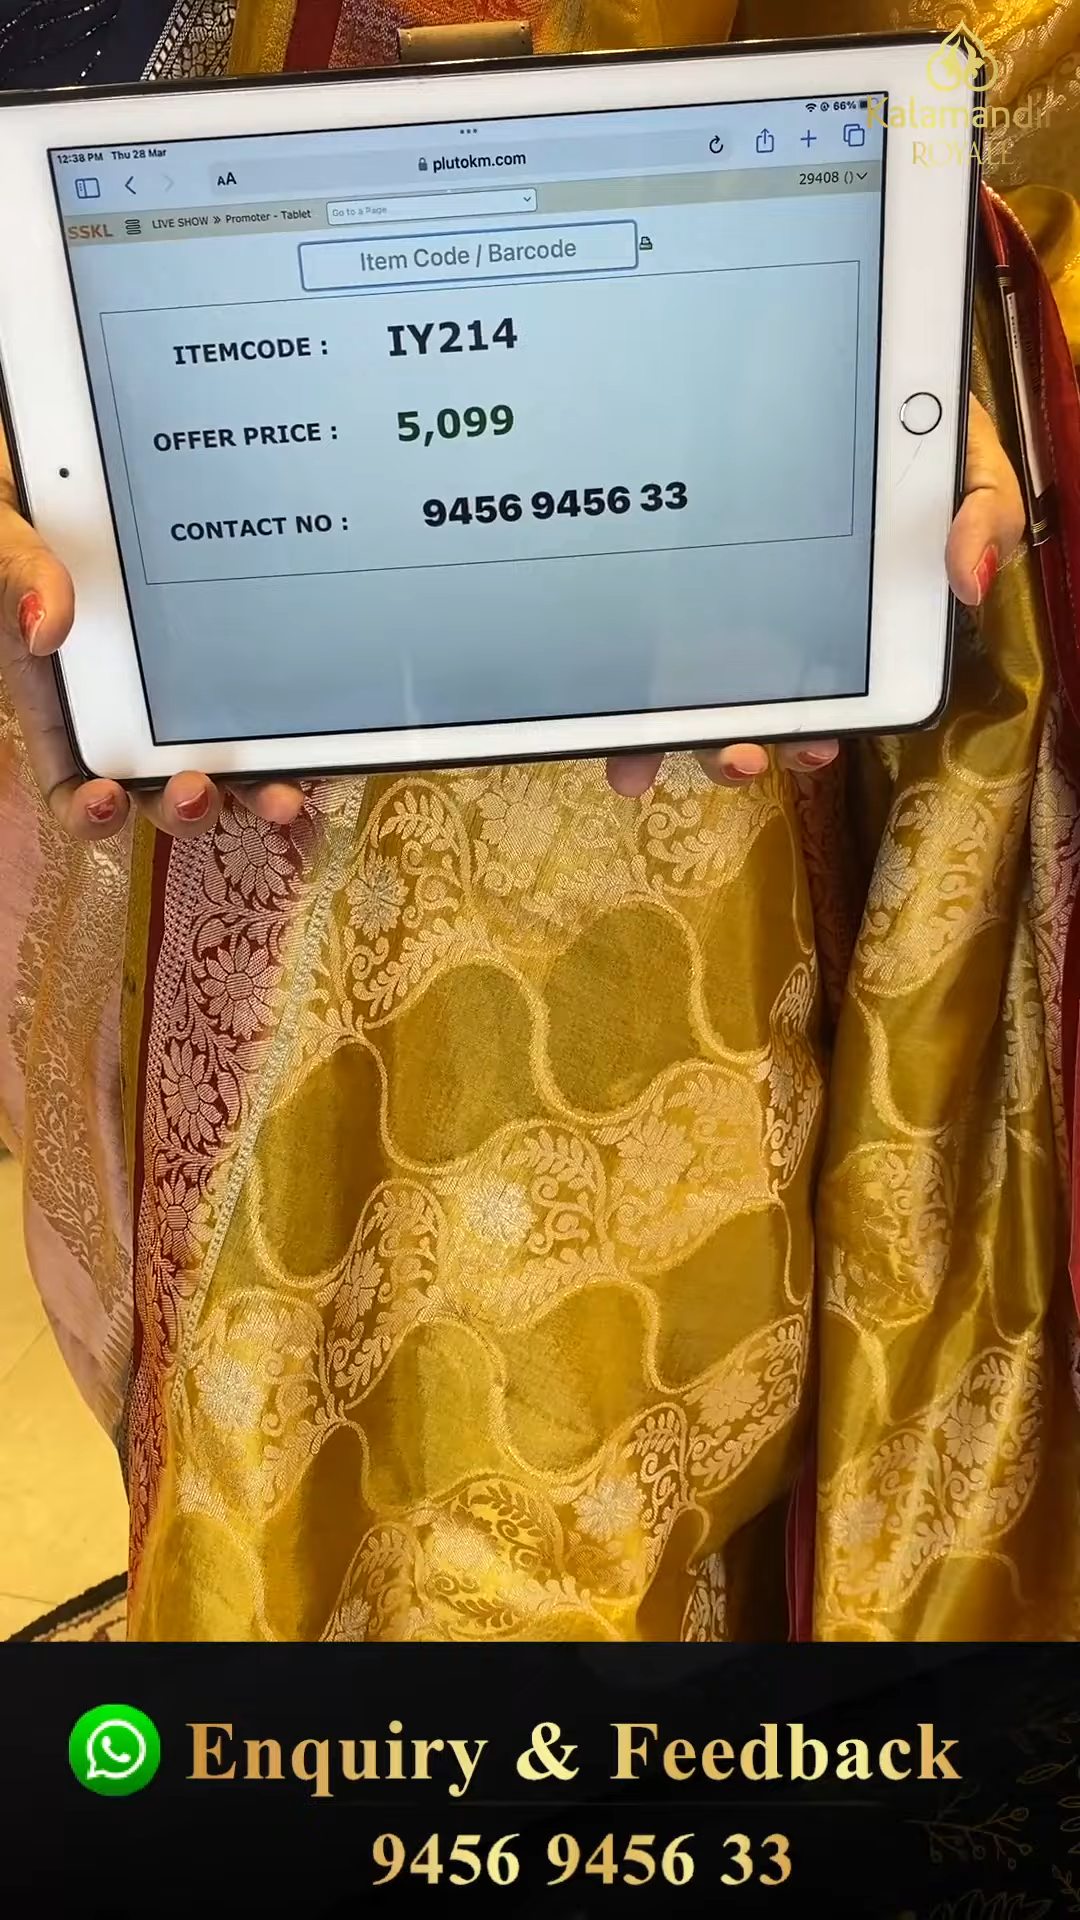 Kalamandir
ROYALE
12:38 PM Thu 28 Mar
66%
AA
plutokm.com
SSKL
LIVE SHOW » Promoter - Tablet
Go to a Page
29408 ()
Item Code / Barcode
ITEMCODE : IY214
OFFER PRICE : 5,099
CONTACT NO : 9456 9456 33
Enquiry & Feedback
9456 9456 33